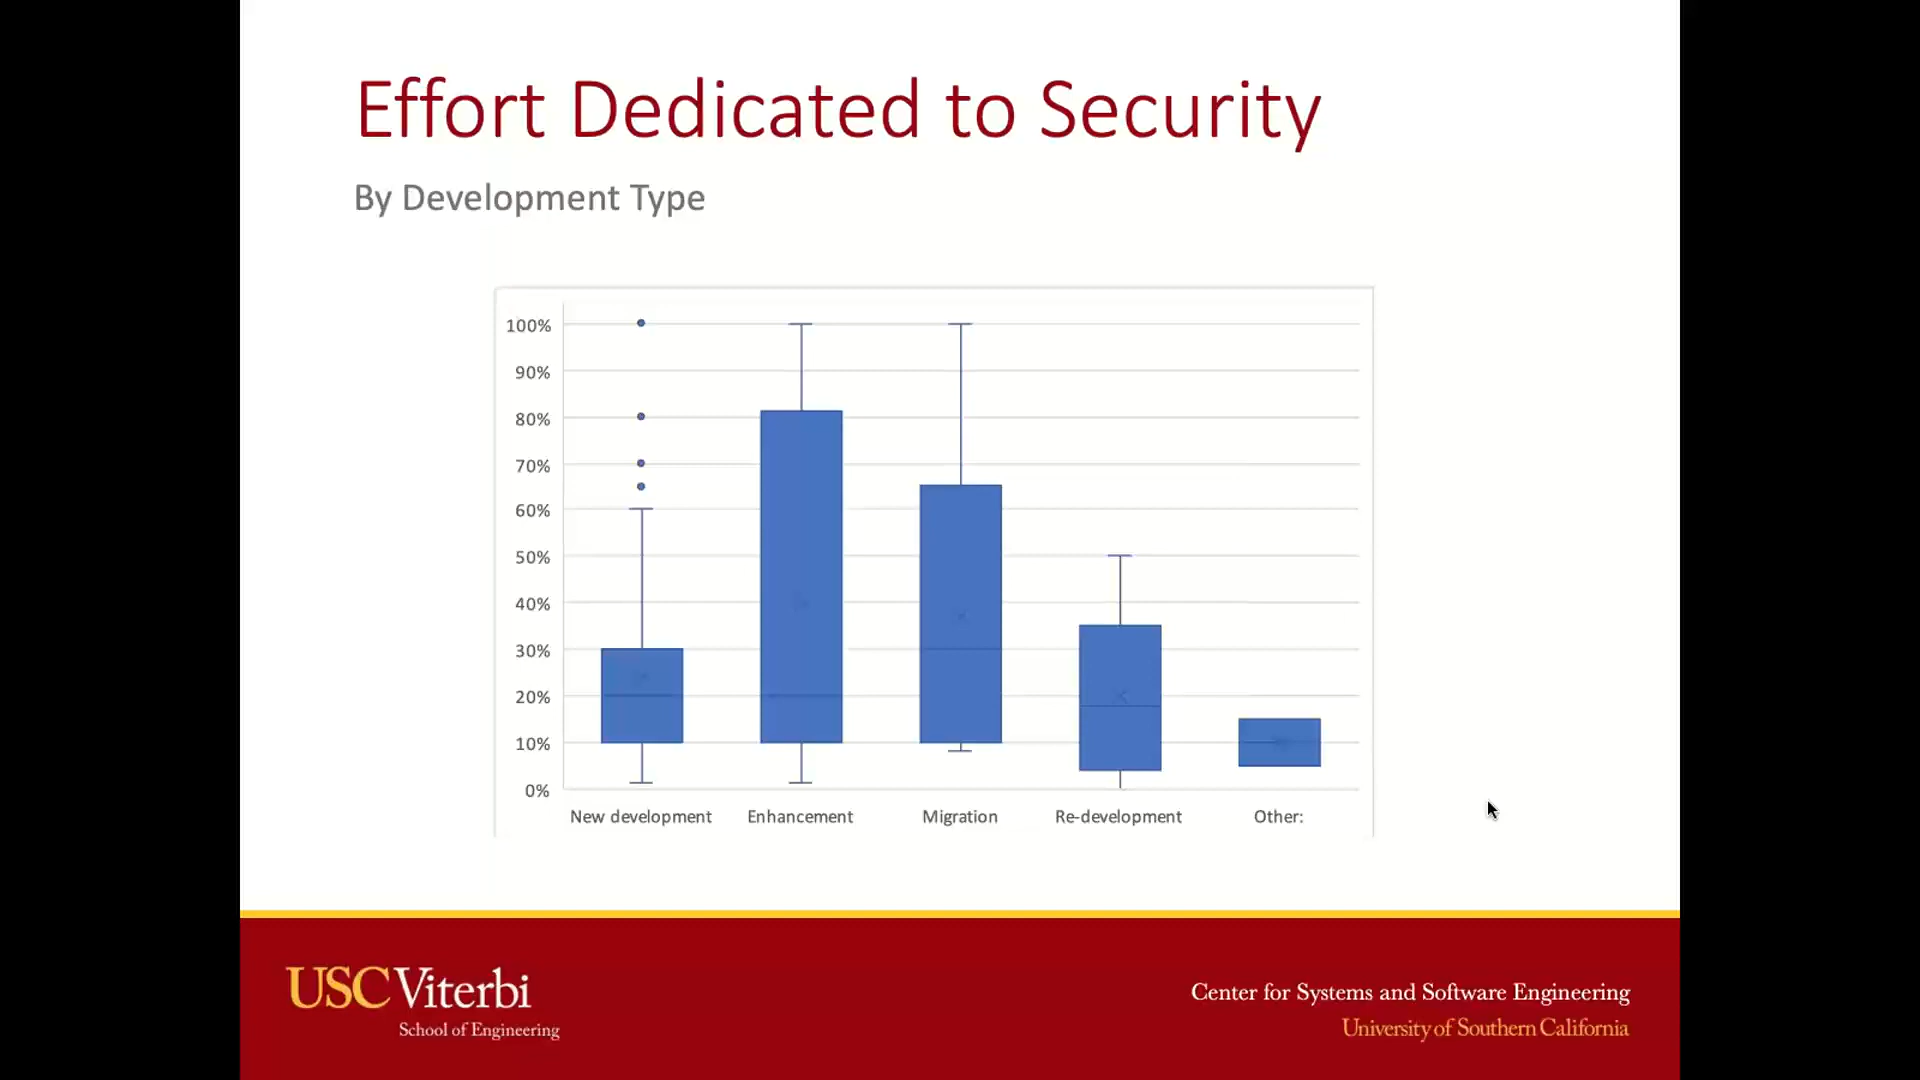 Effort Dedicated to Security
By Development Type
100%
90%
80%
70%
60%
50%
40%
30%
20%
10%
0%
New development Enhancement Migration Re-development Other:
USC Viterbi
School of Engineering
Center for Systems and Software Engineering
University of Southern California